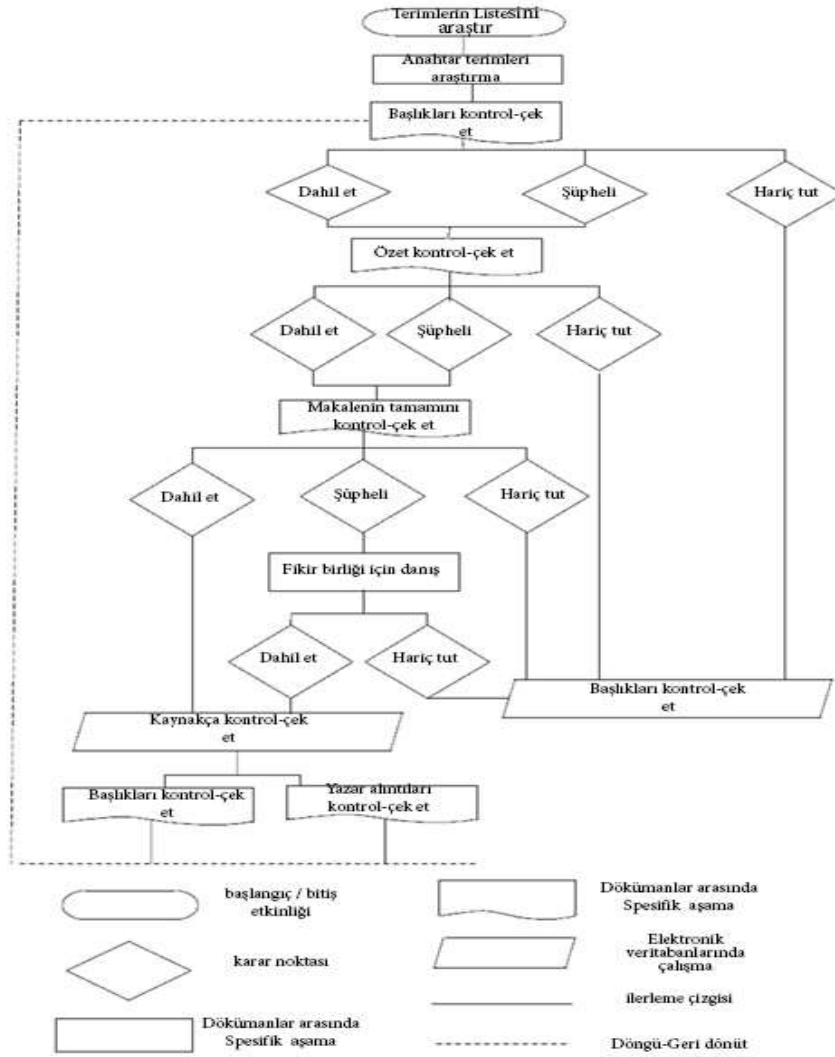 Terimlerin Listesini
araştır
Anahtar terimleri
araştırma
Başlıkları kontrol-çek
et
Dahil et
Şüpheli
Hariç tut
Özet kontrol-çek et
Dahil et
Şüpheli
Hariç tut
Makalenin tamamını
kontrol-çek et
Dahil et
Şüpheli
Hariç tut
Fikir birliği için danış
Dahil et
Hariç tut
Başlıkları kontrol-çek
et
Kaynakça kontrol-çek
et
Başlıkları kontrol-çek
et
Yazar alıntıları
kontrol-çek et
başlangıç / bitiş
etkinliği
Dökümanlar arasında
Spesifik aşama
karar noktası
Elektronik
veritabanlarında
çalışma
ilerleme çizgisi
Dökümanlar arasında
Spesifik aşama
Döngü-Geri dönüt